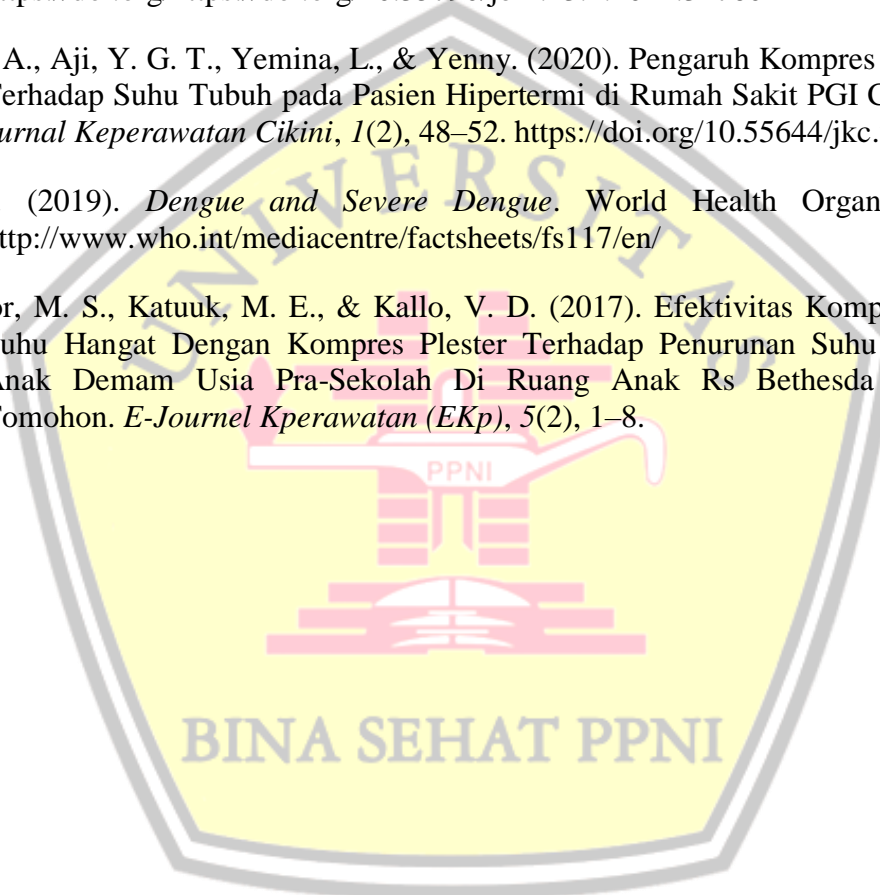 A., Aji, Y. G. T., Yemina, L., & Yenny. (2020). Pengaruh Kompres
erhadap Suhu Tubuh pada Pasien Hipertermi di Rumah Sakit PGI C
urnal Keperawatan Cikini, 1(2), 48–52. https://doi.org/10.55644/jkc.
(2019). Dengue and Severe Dengue. World Health Organ
ttp://www.who.int/mediacentre/factsheets/fs117/en/
or, M. S., Katuuk, M. E., & Kallo, V. D. (2017). Efektivitas Komp
uhu Hangat Dengan Kompres Plester Terhadap Penurunan Suhu
Anak Demam Usia Pra-Sekolah Di Ruang Anak Rs Bethesda
omohon. E-Journel Kperawatan (EKp), 5(2), 1–8.
UNIVERSITAS
PPNI
BINA SEHAT PPNI